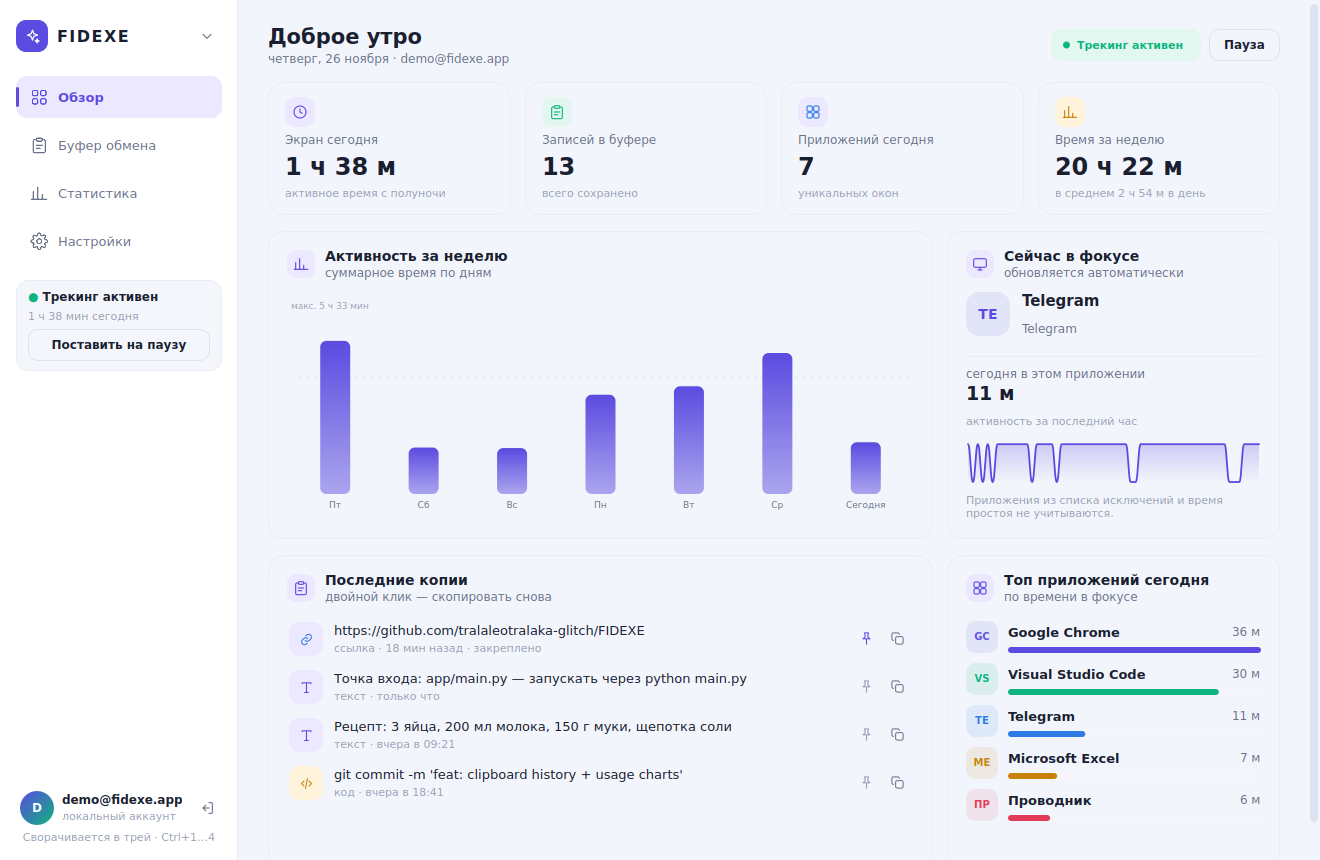 FIDEXE
Обзор
Буфер обмена
Статистика
Настройки
Трекинг активен
1 ч 38 мин сегодня
Поставить на паузу
D
demo@fidexe.app
локальный аккаунт
Сворачивается в трей · Ctrl+1…4
Доброе утро
четверг, 26 ноября · demo@fidexe.app
Трекинг активен
Пауза
Экран сегодня
1 ч 38 м
активное время с полуночи
Записей в буфере
13
всего сохранено
Приложений сегодня
7
уникальных окон
Время за неделю
20 ч 22 м
в среднем 2 ч 54 м в день
Активность за неделю
суммарное время по дням
макс. 5 ч 33 мин
Пт Сб Вс Пн Вт Ср Сегодня
Сейчас в фокусе
обновляется автоматически
TE
Telegram
Telegram
сегодня в этом приложении
11 м
активность за последний час
Приложения из списка исключений и время
простоя не учитываются.
Последние копии
двойной клик — скопировать снова
https://github.com/tralaleotralaka-glitch/FIDEXE
ссылка · 18 мин назад · закреплено
Точка входа: app/main.py — запускать через python main.py
текст · только что
Рецепт: 3 яйца, 200 мл молока, 150 г муки, щепотка соли
текст · вчера в 09:21
git commit -m 'feat: clipboard history + usage charts'
код · вчера в 18:41
Топ приложений сегодня
по времени в фокусе
GC Google Chrome 36 м
VS Visual Studio Code 30 м
TE Telegram 11 м
ME Microsoft Excel 7 м
ПР Проводник 6 м